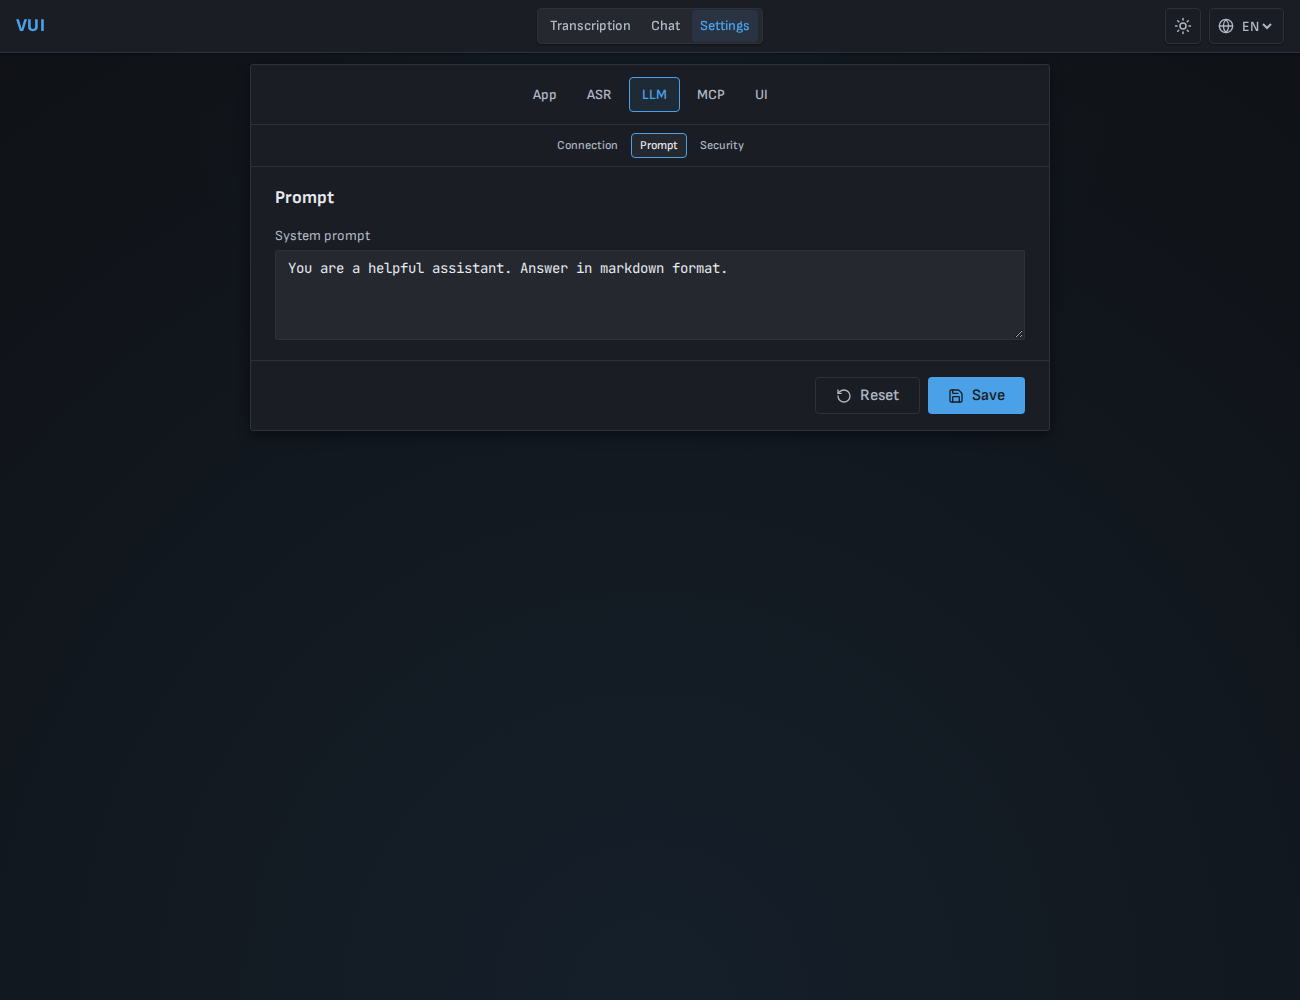 VUI
Transcription Chat Settings
EN
App ASR LLM MCP UI
Connection Prompt Security
Prompt
System prompt
You are a helpful assistant. Answer in markdown format.
Reset Save